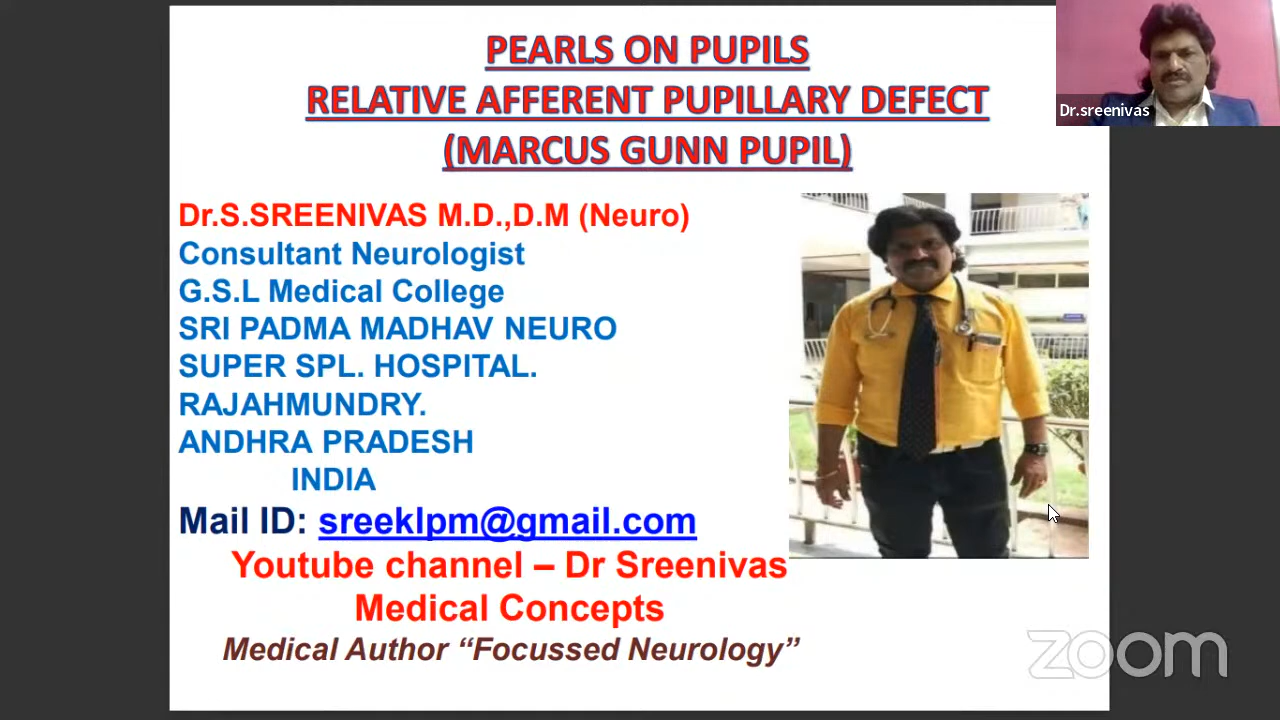 PEARLS ON PUPILS
RELATIVE AFFERENT PUPILLARY DEFECT
(MARCUS GUNN PUPIL)
Dr.sreenivas
Dr.S.SREENIVAS M.D.,D.M (Neuro)
Consultant Neurologist
G.S.L Medical College
SRI PADMA MADHAV NEURO
SUPER SPL. HOSPITAL.
RAJAHMUNDRY.
ANDHRA PRADESH
INDIA
Mail ID: sreeklpm@gmail.com
Youtube channel – Dr Sreenivas
Medical Concepts
Medical Author “Focussed Neurology”
zoom